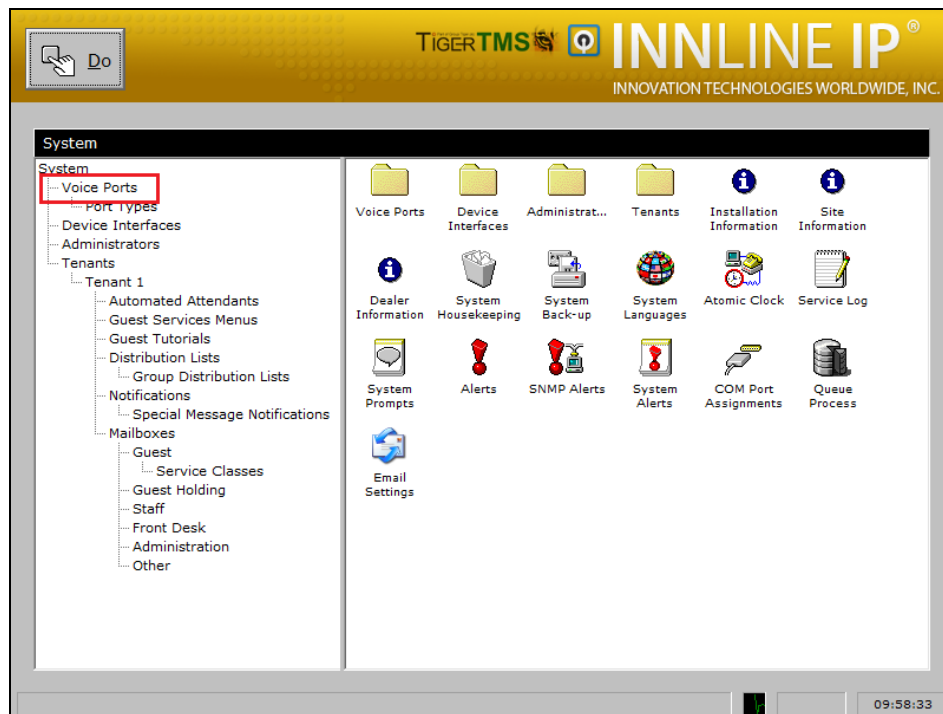 Do
TIGERTMS INNLINE IP®
INNOVATION TECHNOLOGIES WORLDWIDE, INC.
System
System
Voice Ports
Port Types
Device Interfaces
Administrators
Tenants
Tenant 1
Automated Attendants
Guest Services Menus
Guest Tutorials
Distribution Lists
Group Distribution Lists
Notifications
Special Message Notifications
Mailboxes
Guest
Service Classes
Guest Holding
Staff
Front Desk
Administration
Other
Voice Ports
Device
Interfaces
Administrat...
Tenants
Installation
Information
Site
Information
Dealer
Information
System
Housekeeping
System
Back-up
System
Languages
Atomic Clock
Service Log
System
Prompts
Alerts
SNMP Alerts
System
Alerts
COM Port
Assignments
Queue
Process
Email
Settings
09:58:33